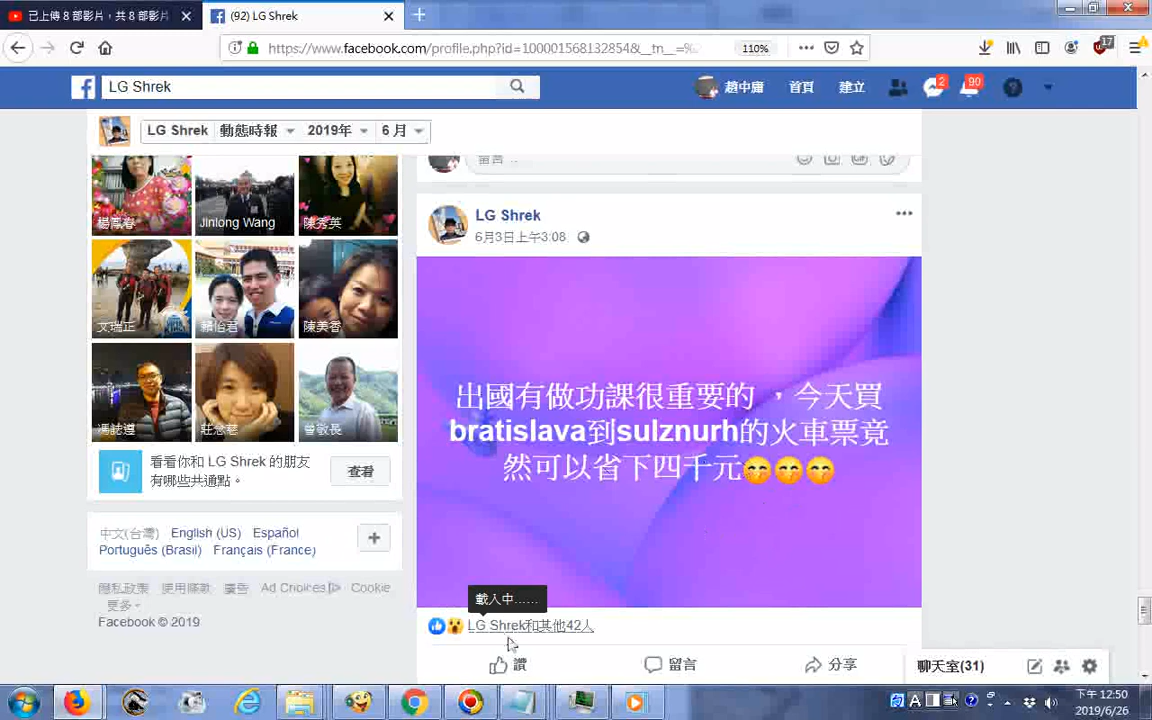 已上傳 8 部影片，共 8 部影片
(92) LG Shrek
https://www.facebook.com/profile.php?id=100001568132854&__tn__=%
110%
17
LG Shrek
趙中庸
首頁
建立
2
90
LG Shrek
動態時報
2019年
6 月
留言
楊鳳春
Jinlong Wang
陳秀英
LG Shrek
6月3日上午3:08
文瑞正
賴怡君
陳美香
出國有做功課很重要的 ，今天買
bratislava到sulznurh的火車票竟
然可以省下四千元
莊念慈
曾敬長
看看你和 LG Shrek 的朋友
有哪些共通點。
查看
中文(台灣)
English (US)
Español
Português (Brasil)
Français (France)
隱私政策
使用條款
廣告
Ad Choices
Cookie
更多
Facebook © 2019
載入中……
LG Shrek和其他42人
讚
留言
分享
聊天室(31)
下午 12:50
2019/6/26